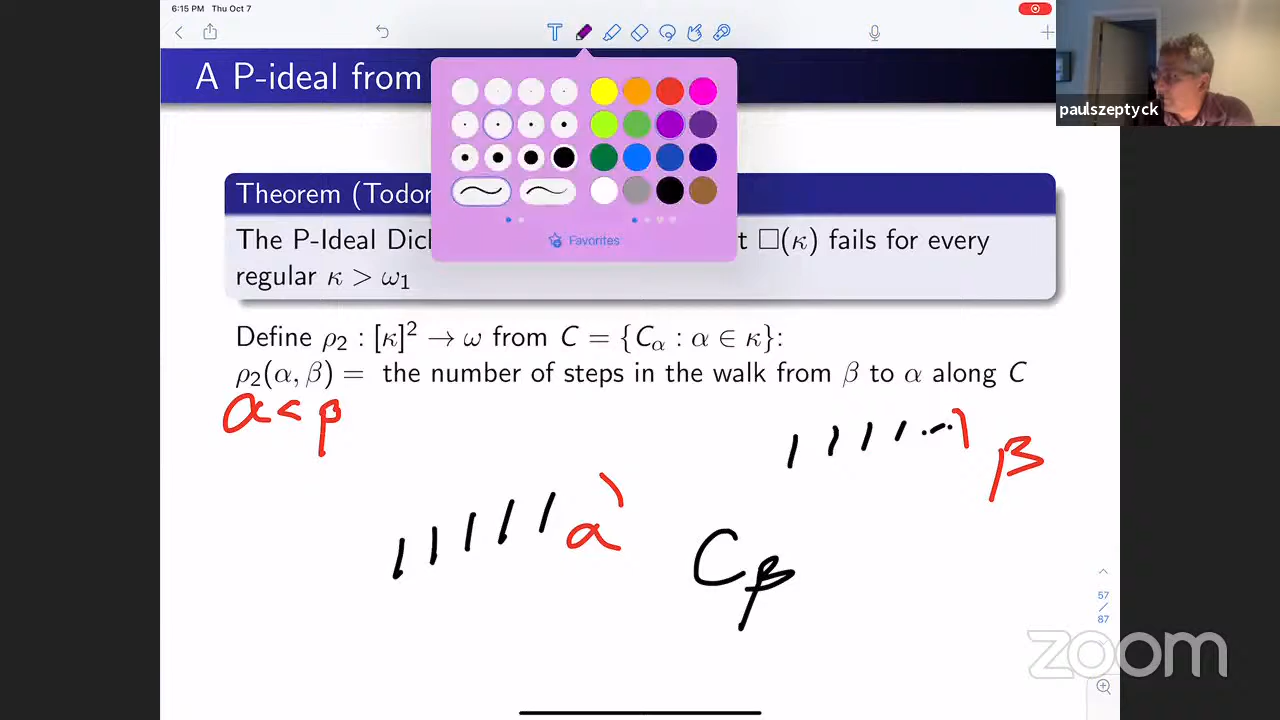 6:15 PM Thu Oct 7
T
A P-ideal from
paulszeptyck
Theorem (Todor
The P-Ideal Dic t □(κ) fails for every
regular κ > ω₁
Favorites
Define ρ₂ : [κ]² → ω from C = {C_α : α ∈ κ}:
ρ₂(α, β) = the number of steps in the walk from β to α along C
α < β
β
α
C_β
57
/
87
zoom